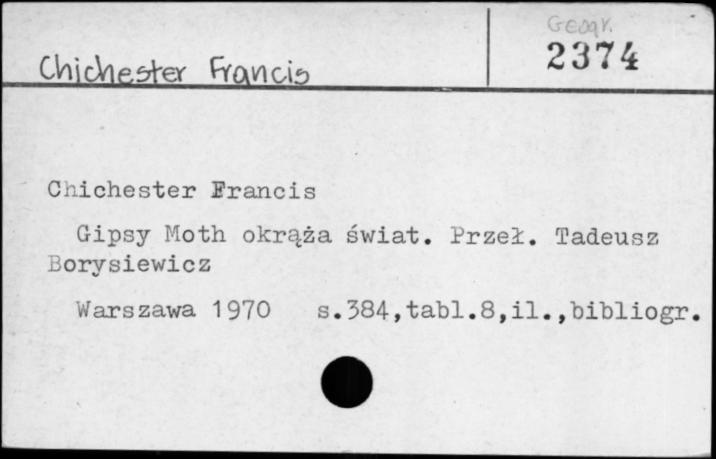 Geogr.
2374
Chichester Francis
Chichester Francis
Gipsy Moth okrąża świat. Przeł. Tadeusz
Borysiewicz
Warszawa 1970 s.384,tabl.8,il.,bibliogr.